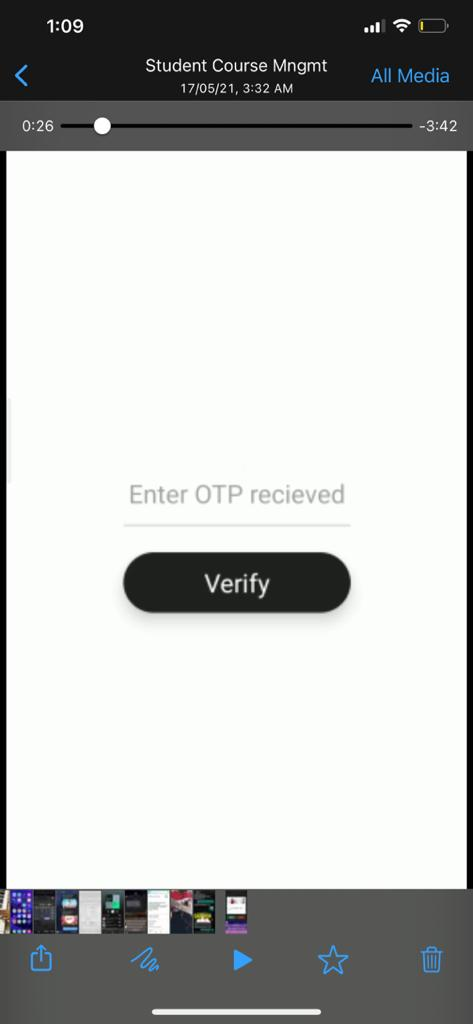 1:09
Student Course Mngmt
17/05/21, 3:32 AM
All Media
0:26
-3:42
Enter OTP recieved
Verify